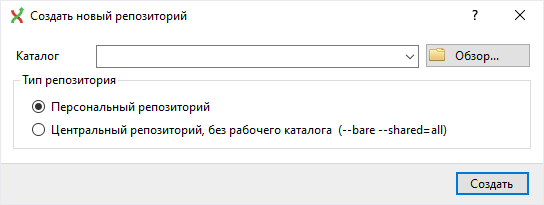 Создать новый репозиторий
?
Каталог
Обзор...
Тип репозитория
Персональный репозиторий
Центральный репозиторий, без рабочего каталога (--bare --shared=all)
Создать